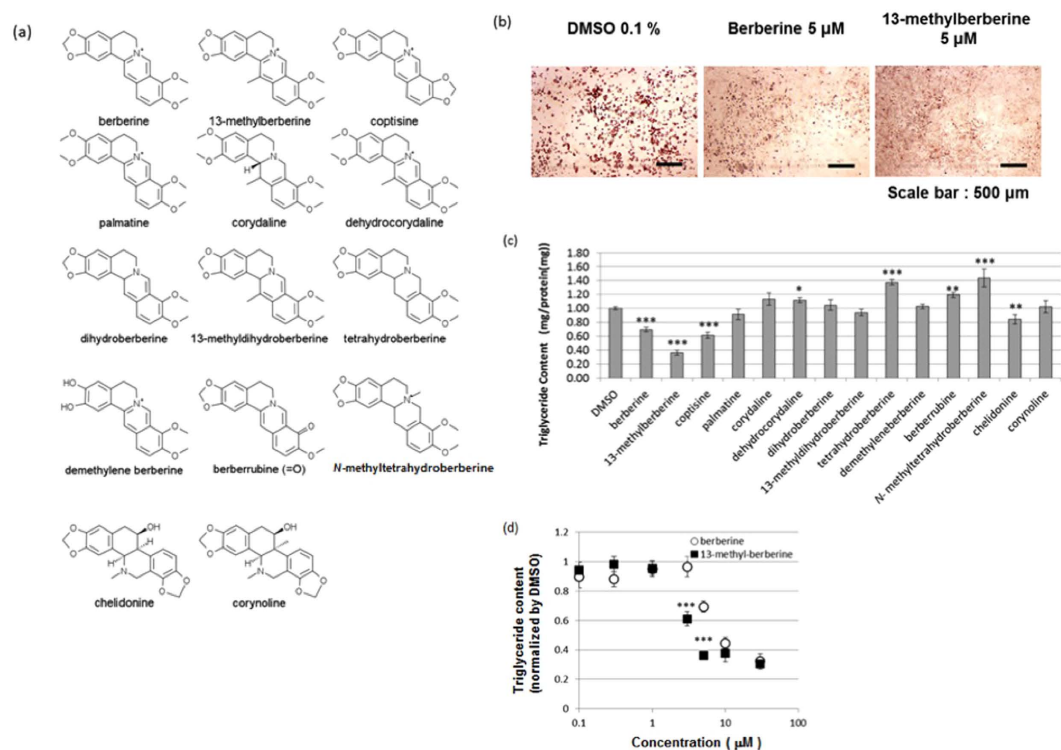 (a)
berberine
13-methylberberine
coptisine
palmatine
corydaline
dehydrocorydaline
dihydroberberine
13-methyldihydroberberine
tetrahydroberberine
demethylene berberine
berberrubine (=O)
N-methyltetrahydroberberine
chelidonine
corynoline
(b)
DMSO 0.1 %
Berberine 5 µM
13-methylberberine
5 µM
Scale bar : 500 µm
(c)
Triglyceride Content (mg/protein(mg))
1.80
1.60
1.40
1.20
1.00
0.80
0.60
0.40
0.20
0.00
***
***
***
*
***
**
***
**
DMSO
berberine
13-methylberberine
coptisine
palmatine
corydaline
dehydrocorydaline
dihydroberberine
13-methyldihydroberberine
tetrahydroberberine
demethyleneberberine
berberrubine
N- methyltetrahydroberberine
chelidonine
corynoline
(d)
Triglyceride content
(normalized by DMSO)
1.2
1
0.8
0.6
0.4
0.2
0
berberine
13-methyl-berberine
***
***
0.1
1
10
100
Concentration ( µM)